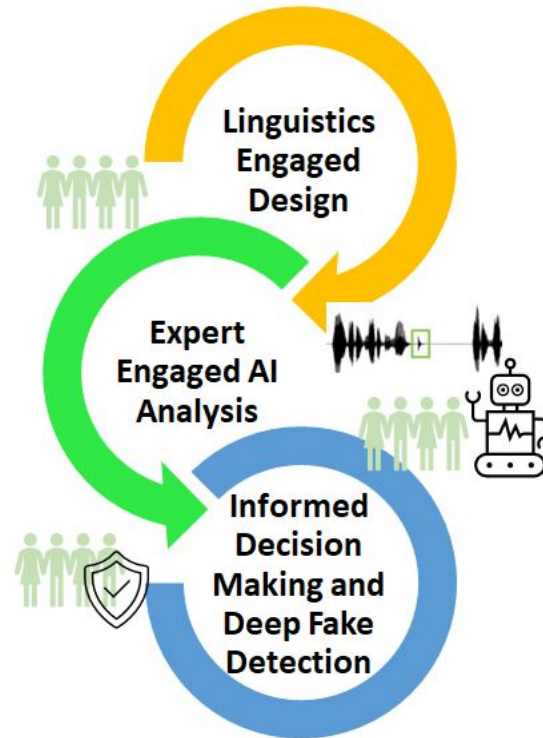 Linguistics
Engaged
Design
Expert
Engaged AI
Analysis
Informed
Decision
Making and
Deep Fake
Detection